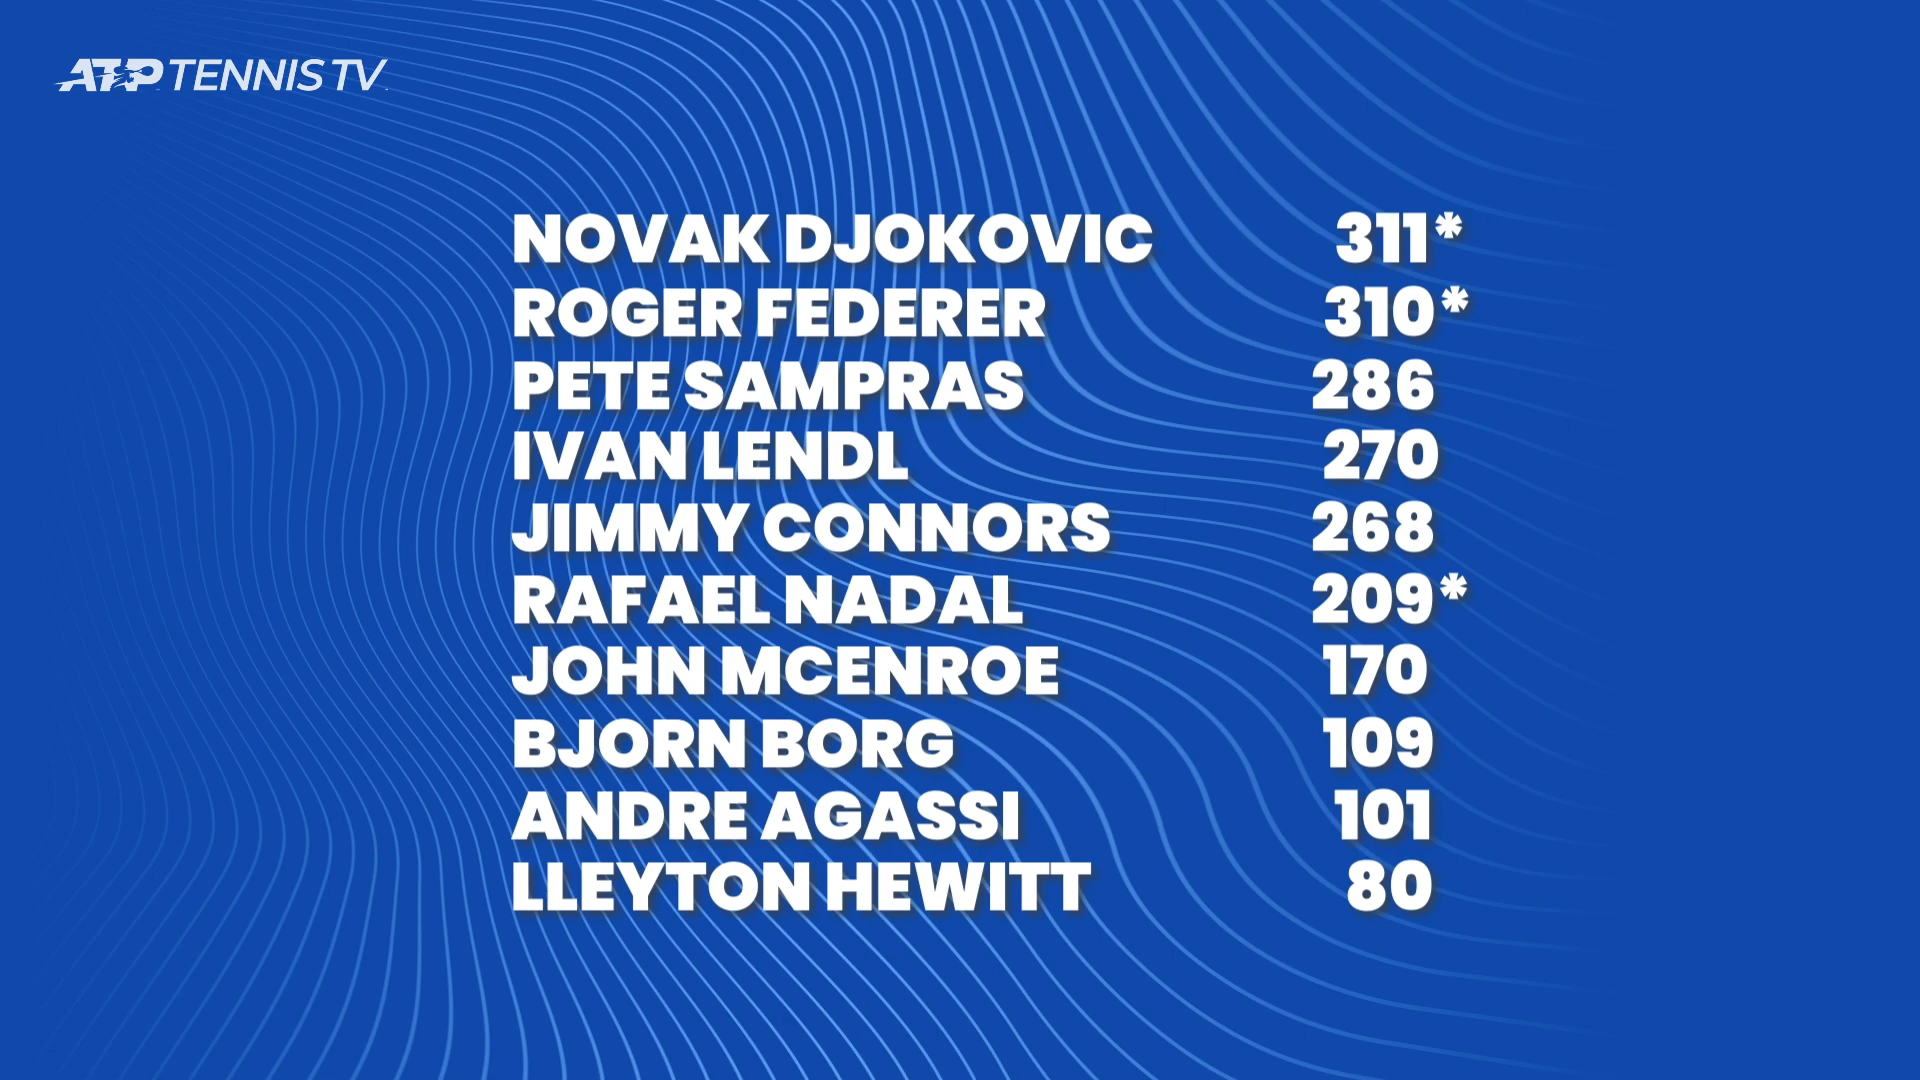 ATP TENNIS TV
NOVAK DJOKOVIC 311*
ROGER FEDERER 310*
PETE SAMPRAS 286
IVAN LENDL 270
JIMMY CONNORS 268
RAFAEL NADAL 209*
JOHN MCENROE 170
BJORN BORG 109
ANDRE AGASSI 101
LLEYTON HEWITT 80